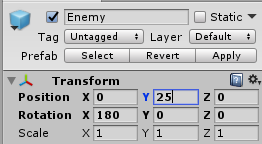 Enemy Static
Tag Untagged Layer Default
Prefab Select Revert Apply
Transform
Position X 0 Y 25 Z 0
Rotation X 180 Y 0 Z 0
Scale X 1 Y 1 Z 1